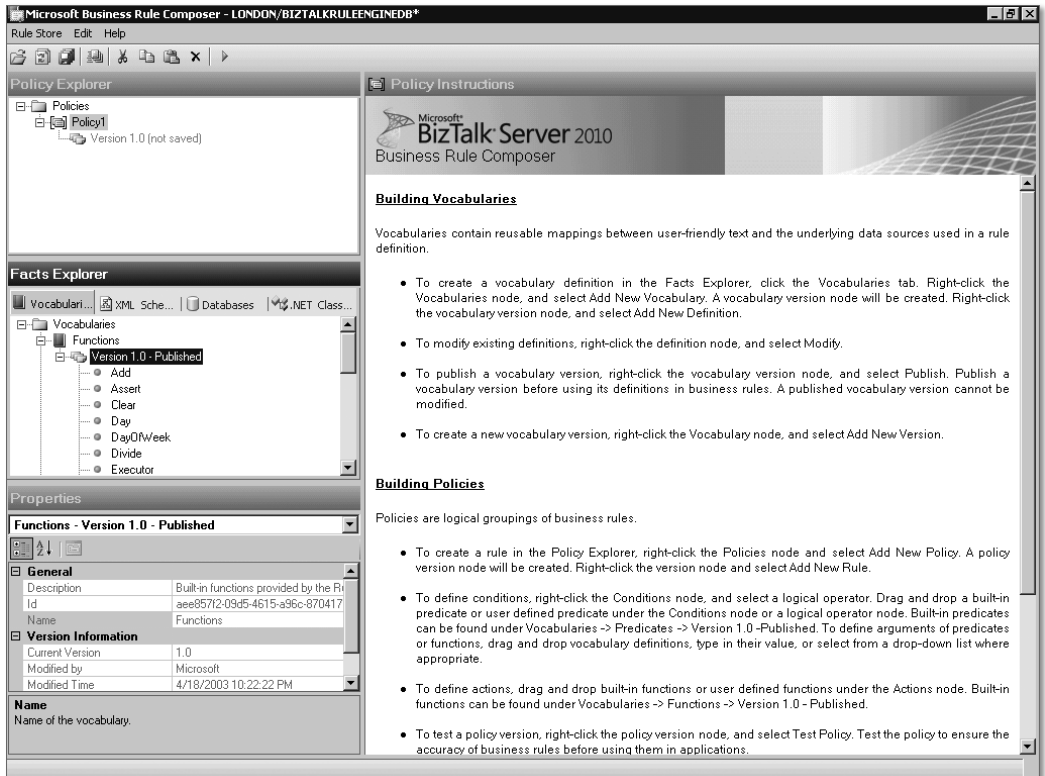 Microsoft Business Rule Composer - LONDON/BIZTALKRULEENGINEDB*
Rule Store Edit Help
Policy Explorer
Policies
Policy1
Version 1.0 (not saved)
Facts Explorer
Vocabulari... XML Sche... Databases .NET Class...
Vocabularies
Functions
Version 1.0 - Published
Add
Assert
Clear
Day
DayOfWeek
Divide
Executor
Properties
Functions - Version 1.0 - Published
General
Description Built-in functions provided by the Ru
Id aee857f2-09d5-4615-a96c-870417
Name Functions
Version Information
Current Version 1.0
Modified by Microsoft
Modified Time 4/18/2003 10:22:22 PM
Name
Name of the vocabulary.
Policy Instructions
Microsoft
BizTalk Server 2010
Business Rule Composer
Building Vocabularies
Vocabularies contain reusable mappings between user-friendly text and the underlying data sources used in a rule
definition.
• To create a vocabulary definition in the Facts Explorer, click the Vocabularies tab. Right-click the
Vocabularies node, and select Add New Vocabulary. A vocabulary version node will be created. Right-click
the vocabulary version node, and select Add New Definition.
• To modify existing definitions, right-click the definition node, and select Modify.
• To publish a vocabulary version, right-click the vocabulary version node, and select Publish. Publish a
vocabulary version before using its definitions in business rules. A published vocabulary version cannot be
modified.
• To create a new vocabulary version, right-click the Vocabulary node, and select Add New Version.
Building Policies
Policies are logical groupings of business rules.
• To create a rule in the Policy Explorer, right-click the Policies node and select Add New Policy. A policy
version node will be created. Right-click the version node and select Add New Rule.
• To define conditions, right-click the Conditions node, and select a logical operator. Drag and drop a built-in
predicate or user defined predicate under the Conditions node or a logical operator node. Built-in predicates
can be found under Vocabularies -> Predicates -> Version 1.0 -Published. To define arguments of predicates
or functions, drag and drop vocabulary definitions, type in their value, or select from a drop-down list where
appropriate.
• To define actions, drag and drop built-in functions or user defined functions under the Actions node. Built-in
functions can be found under Vocabularies -> Functions -> Version 1.0 - Published.
• To test a policy version, right-click the policy version node, and select Test Policy. Test the policy to ensure the
accuracy of business rules before using them in applications.